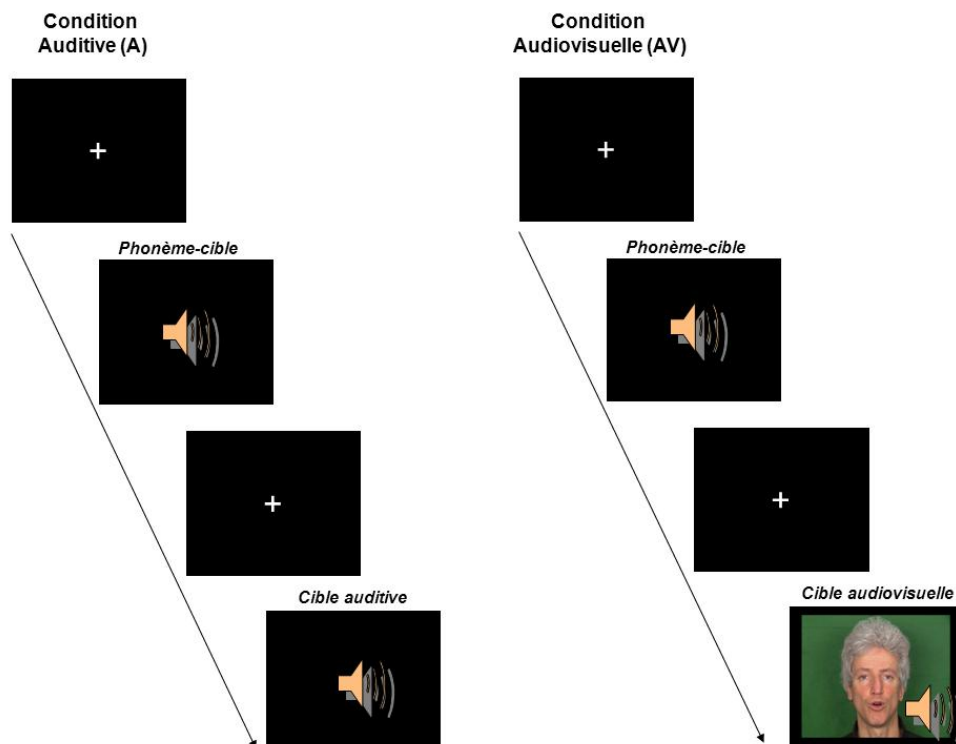 Condition
Auditive (A)
Condition
Audiovisuelle (AV)
Phonème-cible
Phonème-cible
Cible auditive
Cible audiovisuelle